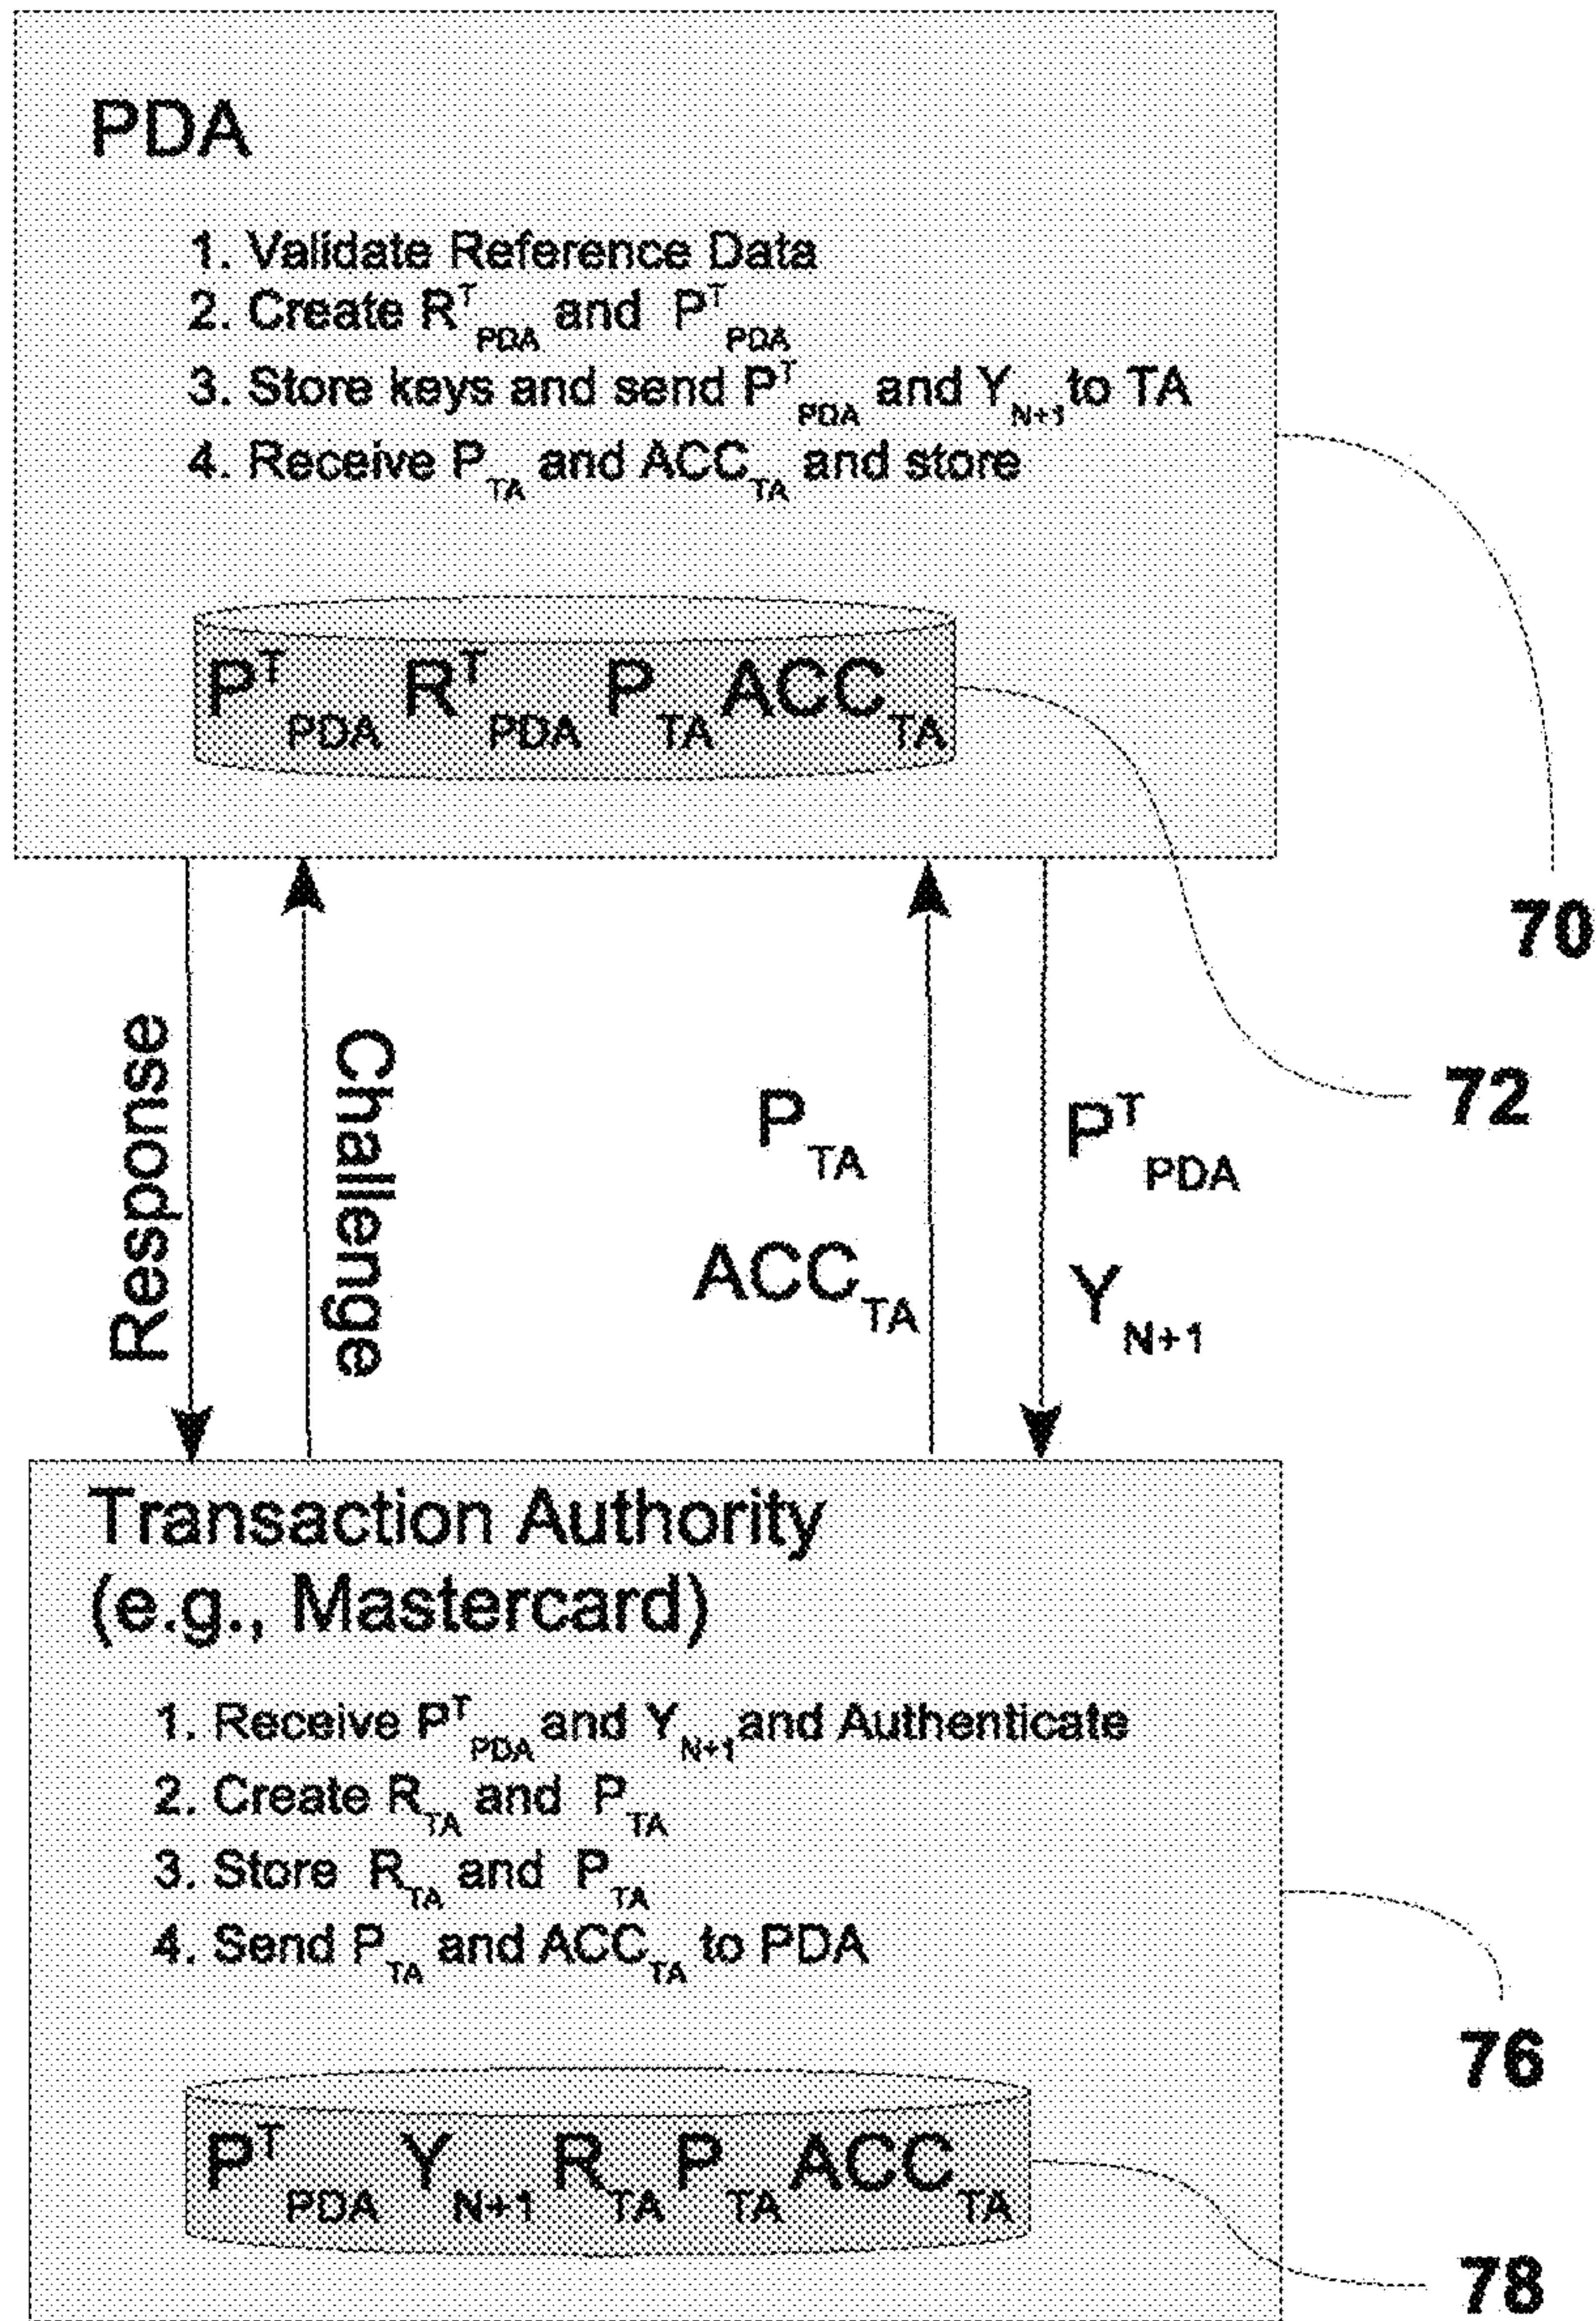 PDA
1. Validate Reference Data
2. Create R^T_PDA and P^T_PDA
3. Store keys and send P^T_PDA and Y_N+1 to TA
4. Receive P_TA and ACC_TA and store
P^T_PDA R^T_PDA P_TA ACC_TA
70
72
Response
Challenge
P_TA
ACC_TA
P^T_PDA
Y_N+1
Transaction Authority
(e.g., Mastercard)
1. Receive P^T_PDA and Y_N+1 and Authenticate
2. Create R_TA and P_TA
3. Store R_TA and P_TA
4. Send P_TA and ACC_TA to PDA
P^T_PDA Y_N+1 R_TA P_TA ACC_TA
76
78